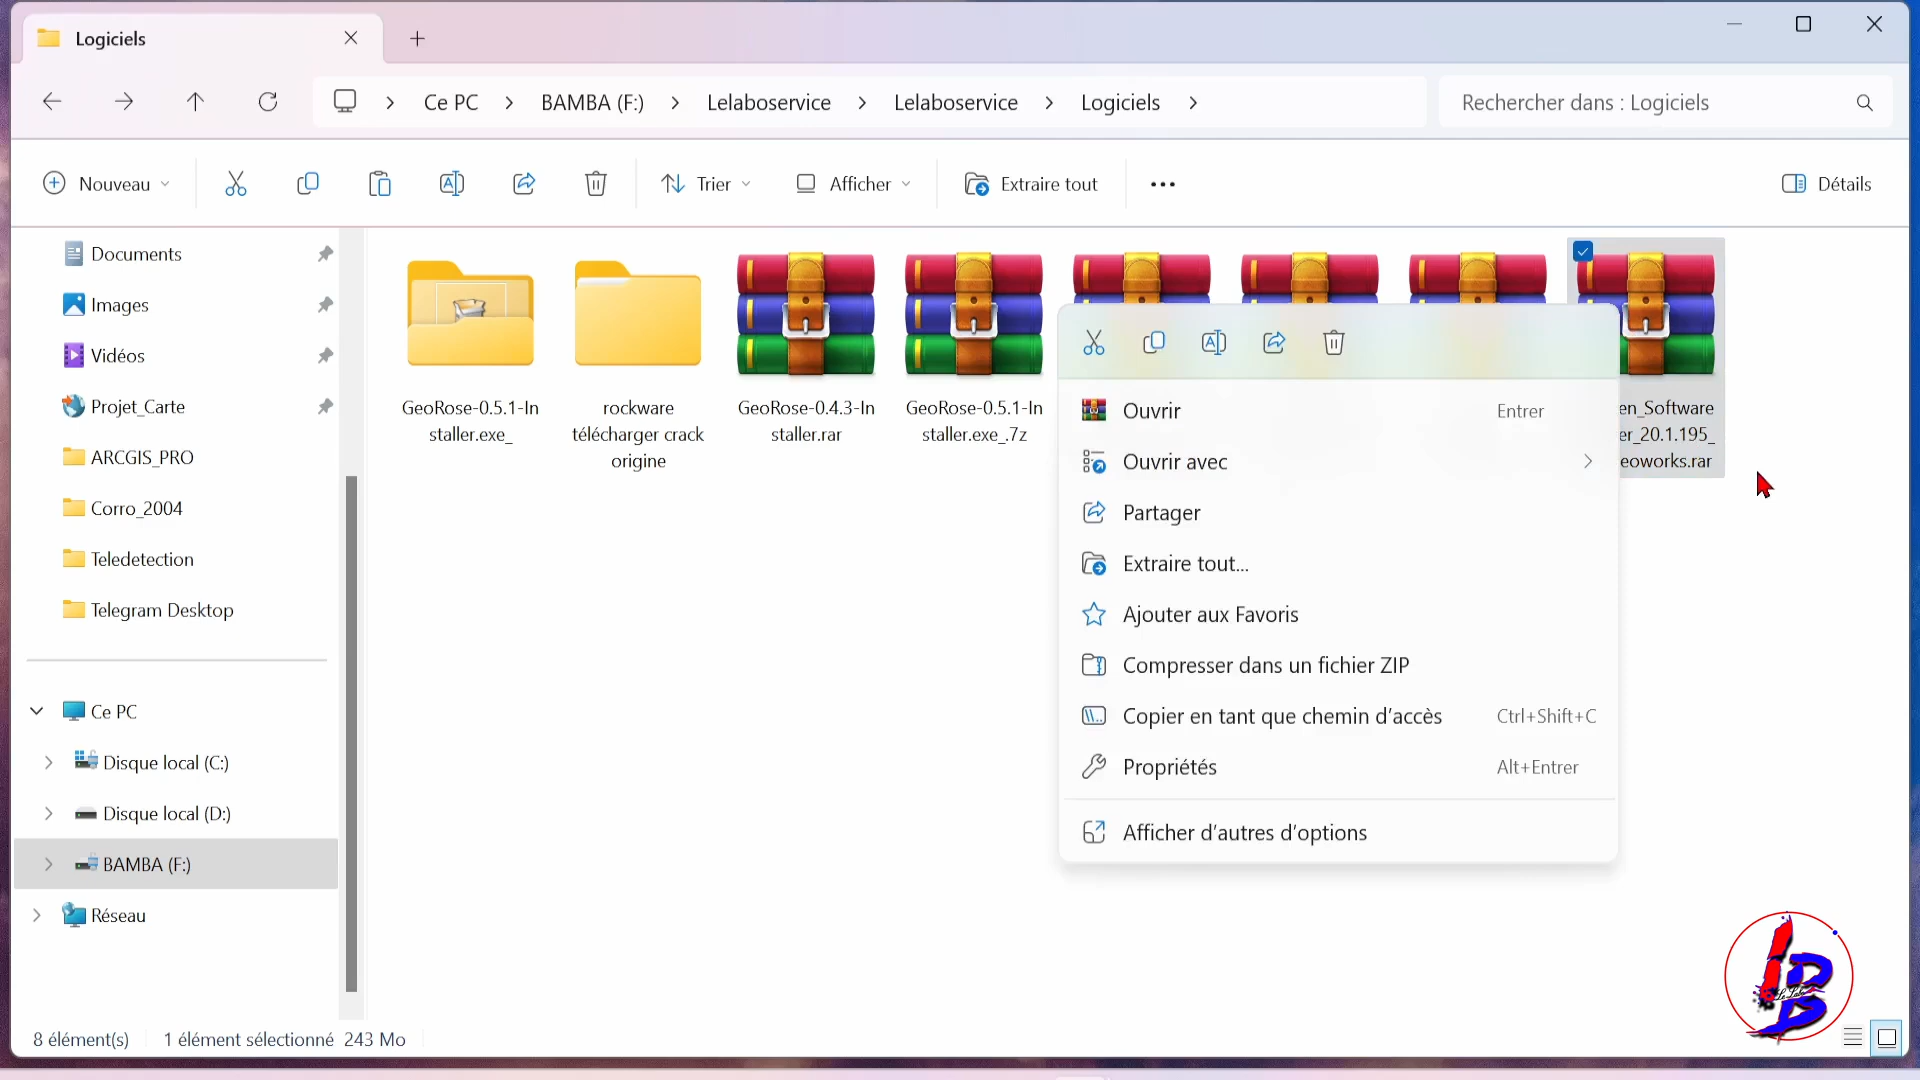 Logiciels
Ce PC
BAMBA (F:)
Lelaboservice
Lelaboservice
Logiciels
Rechercher dans : Logiciels
Nouveau
Trier
Afficher
Extraire tout
Détails
Documents
Images
Vidéos
Projet_Carte
ARCGIS_PRO
Corro_2004
Teledetection
Telegram Desktop
Ce PC
Disque local (C:)
Disque local (D:)
BAMBA (F:)
Réseau
GeoRose-0.5.1-In
staller.exe_
rockware
télécharger crack
origine
GeoRose-0.4.3-In
staller.rar
GeoRose-0.5.1-In
staller.exe_.7z
en_Software
er_20.1.195_
eoworks.rar
Ouvrir Entrer
Ouvrir avec
Partager
Extraire tout...
Ajouter aux Favoris
Compresser dans un fichier ZIP
Copier en tant que chemin d'accès Ctrl+Shift+C
Propriétés Alt+Entrer
Afficher d'autres d'options
8 élément(s) 1 élément sélectionné 243 Mo